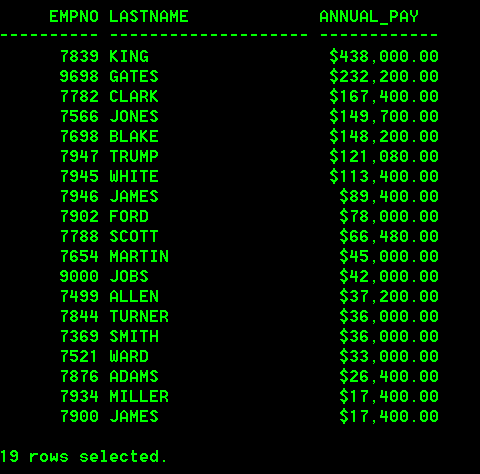 EMPNO LASTNAME ANNUAL_PAY
---------- -------------------- ------------
7839 KING $438,000.00
9698 GATES $232,200.00
7782 CLARK $167,400.00
7566 JONES $149,700.00
7698 BLAKE $148,200.00
7947 TRUMP $121,080.00
7945 WHITE $113,400.00
7946 JAMES $89,400.00
7902 FORD $78,000.00
7788 SCOTT $66,480.00
7654 MARTIN $45,000.00
9000 JOBS $42,000.00
7499 ALLEN $37,200.00
7844 TURNER $36,000.00
7369 SMITH $36,000.00
7521 WARD $33,000.00
7876 ADAMS $26,400.00
7934 MILLER $17,400.00
7900 JAMES $17,400.00
19 rows selected.